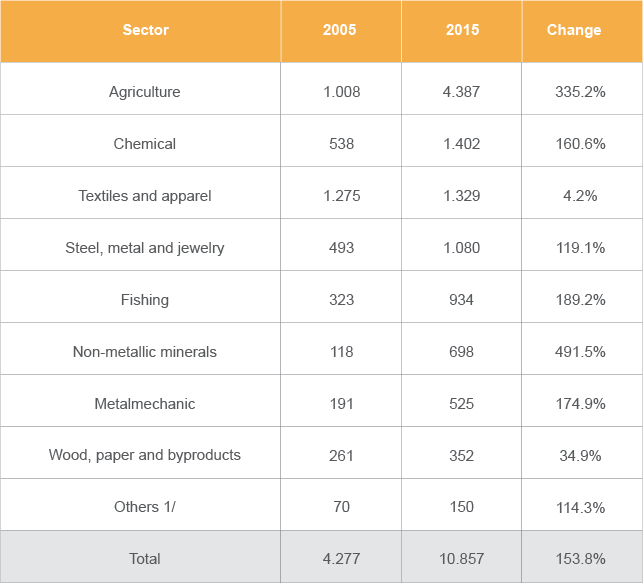 Sector 2005 2015 Change
Agriculture 1.008 4.387 335.2%
Chemical 538 1.402 160.6%
Textiles and apparel 1.275 1.329 4.2%
Steel, metal and jewelry 493 1.080 119.1%
Fishing 323 934 189.2%
Non-metallic minerals 118 698 491.5%
Metalmechanic 191 525 174.9%
Wood, paper and byproducts 261 352 34.9%
Others 1/ 70 150 114.3%
Total 4.277 10.857 153.8%